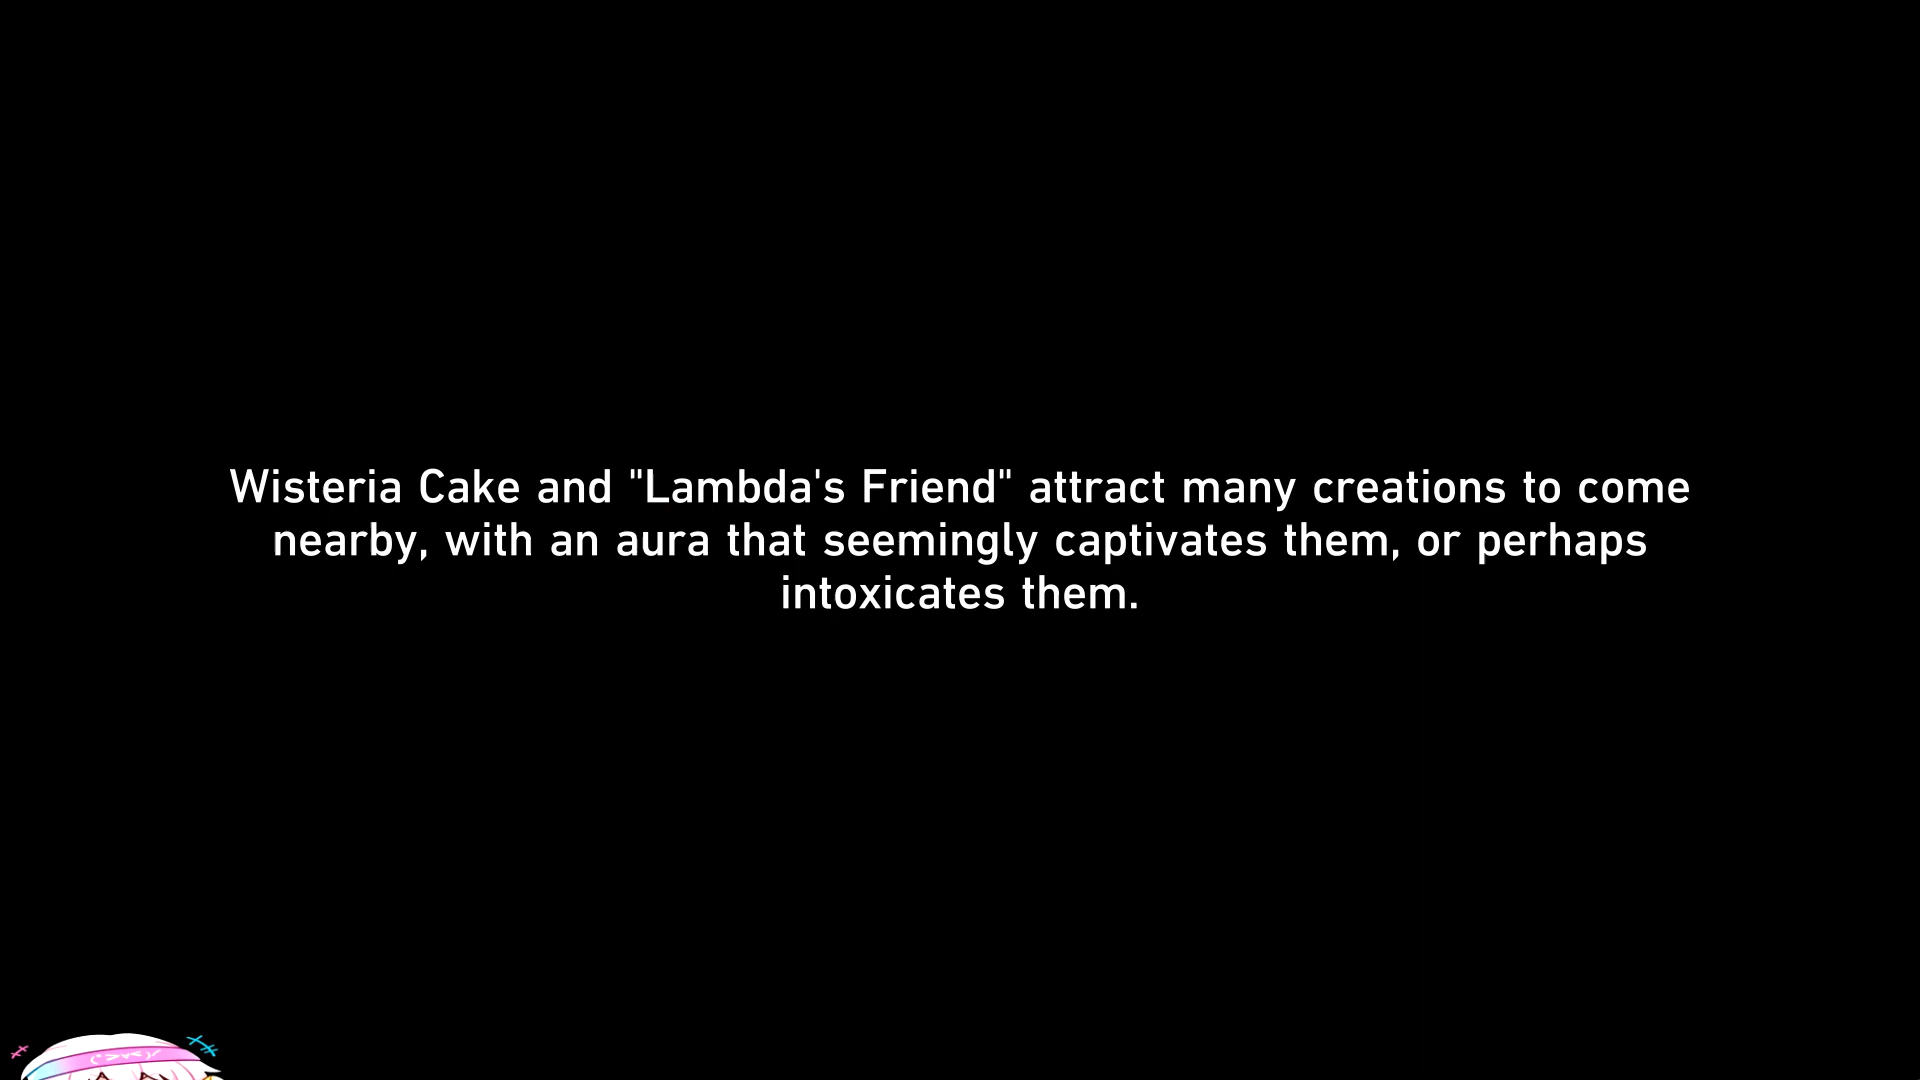 Wisteria Cake and "Lambda's Friend" attract many creations to come
nearby, with an aura that seemingly captivates them, or perhaps
intoxicates them.